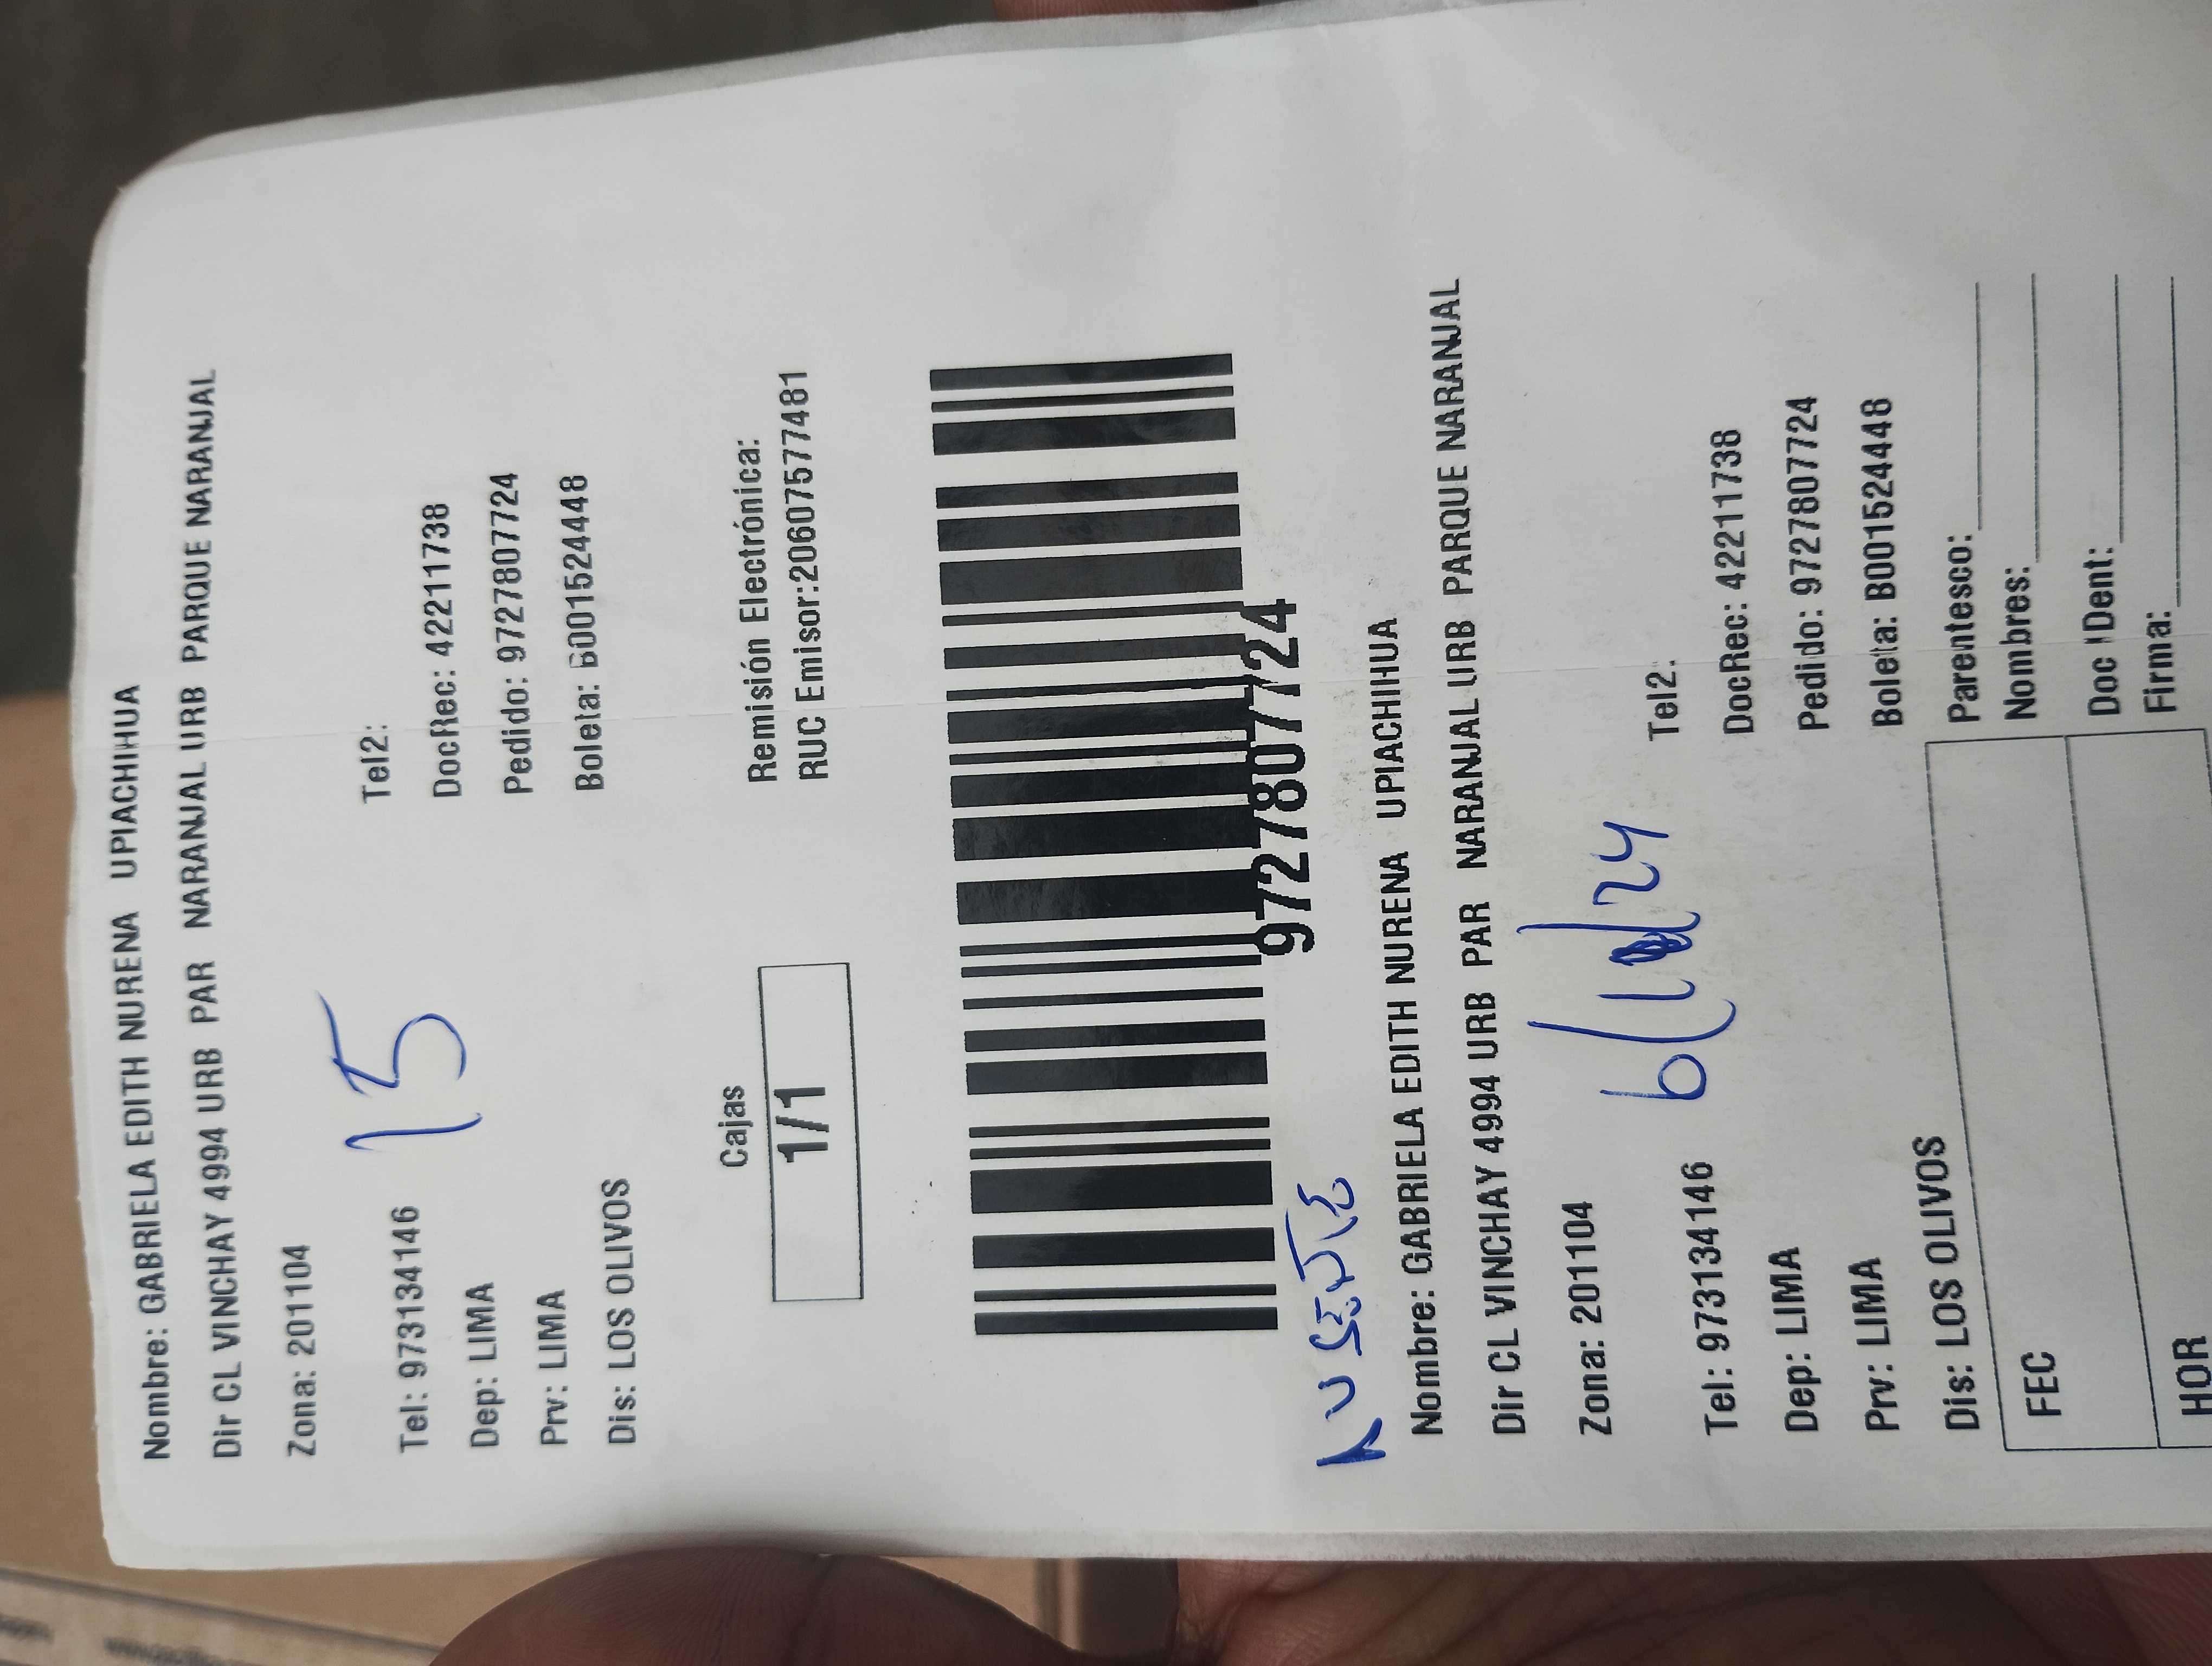 Nombre: GABRIELA EDITH NURENA UPIACHIHUA
Dir CL VINCHAY 4994 URB PAR NARANJAL URB PARQUE NARANJAL
Zona: 201104
15
Tel: 973134146 Tel2:
Dep: LIMA DocRec: 42211738
Prv: LIMA Pedido: 9727807724
Dis: LOS OLIVOS Boleta: B00152444​8
Cajas
1/1
Remisión Electrónica:
RUC Emisor:20607577481
9727807724
AUSENTE
Nombre: GABRIELA EDITH NURENA UPIACHIHUA
Dir CL VINCHAY 4994 URB PAR NARANJAL URB PARQUE NARANJAL
Zona: 201104
Tel: 973134146 Tel2:
Dep: LIMA DocRec: 42211738
Prv: LIMA Pedido: 9727807724
Dis: LOS OLIVOS Boleta: B001524448
FEC
HOR
Parentesco:
Nombres:
Doc IDent:
Firma: